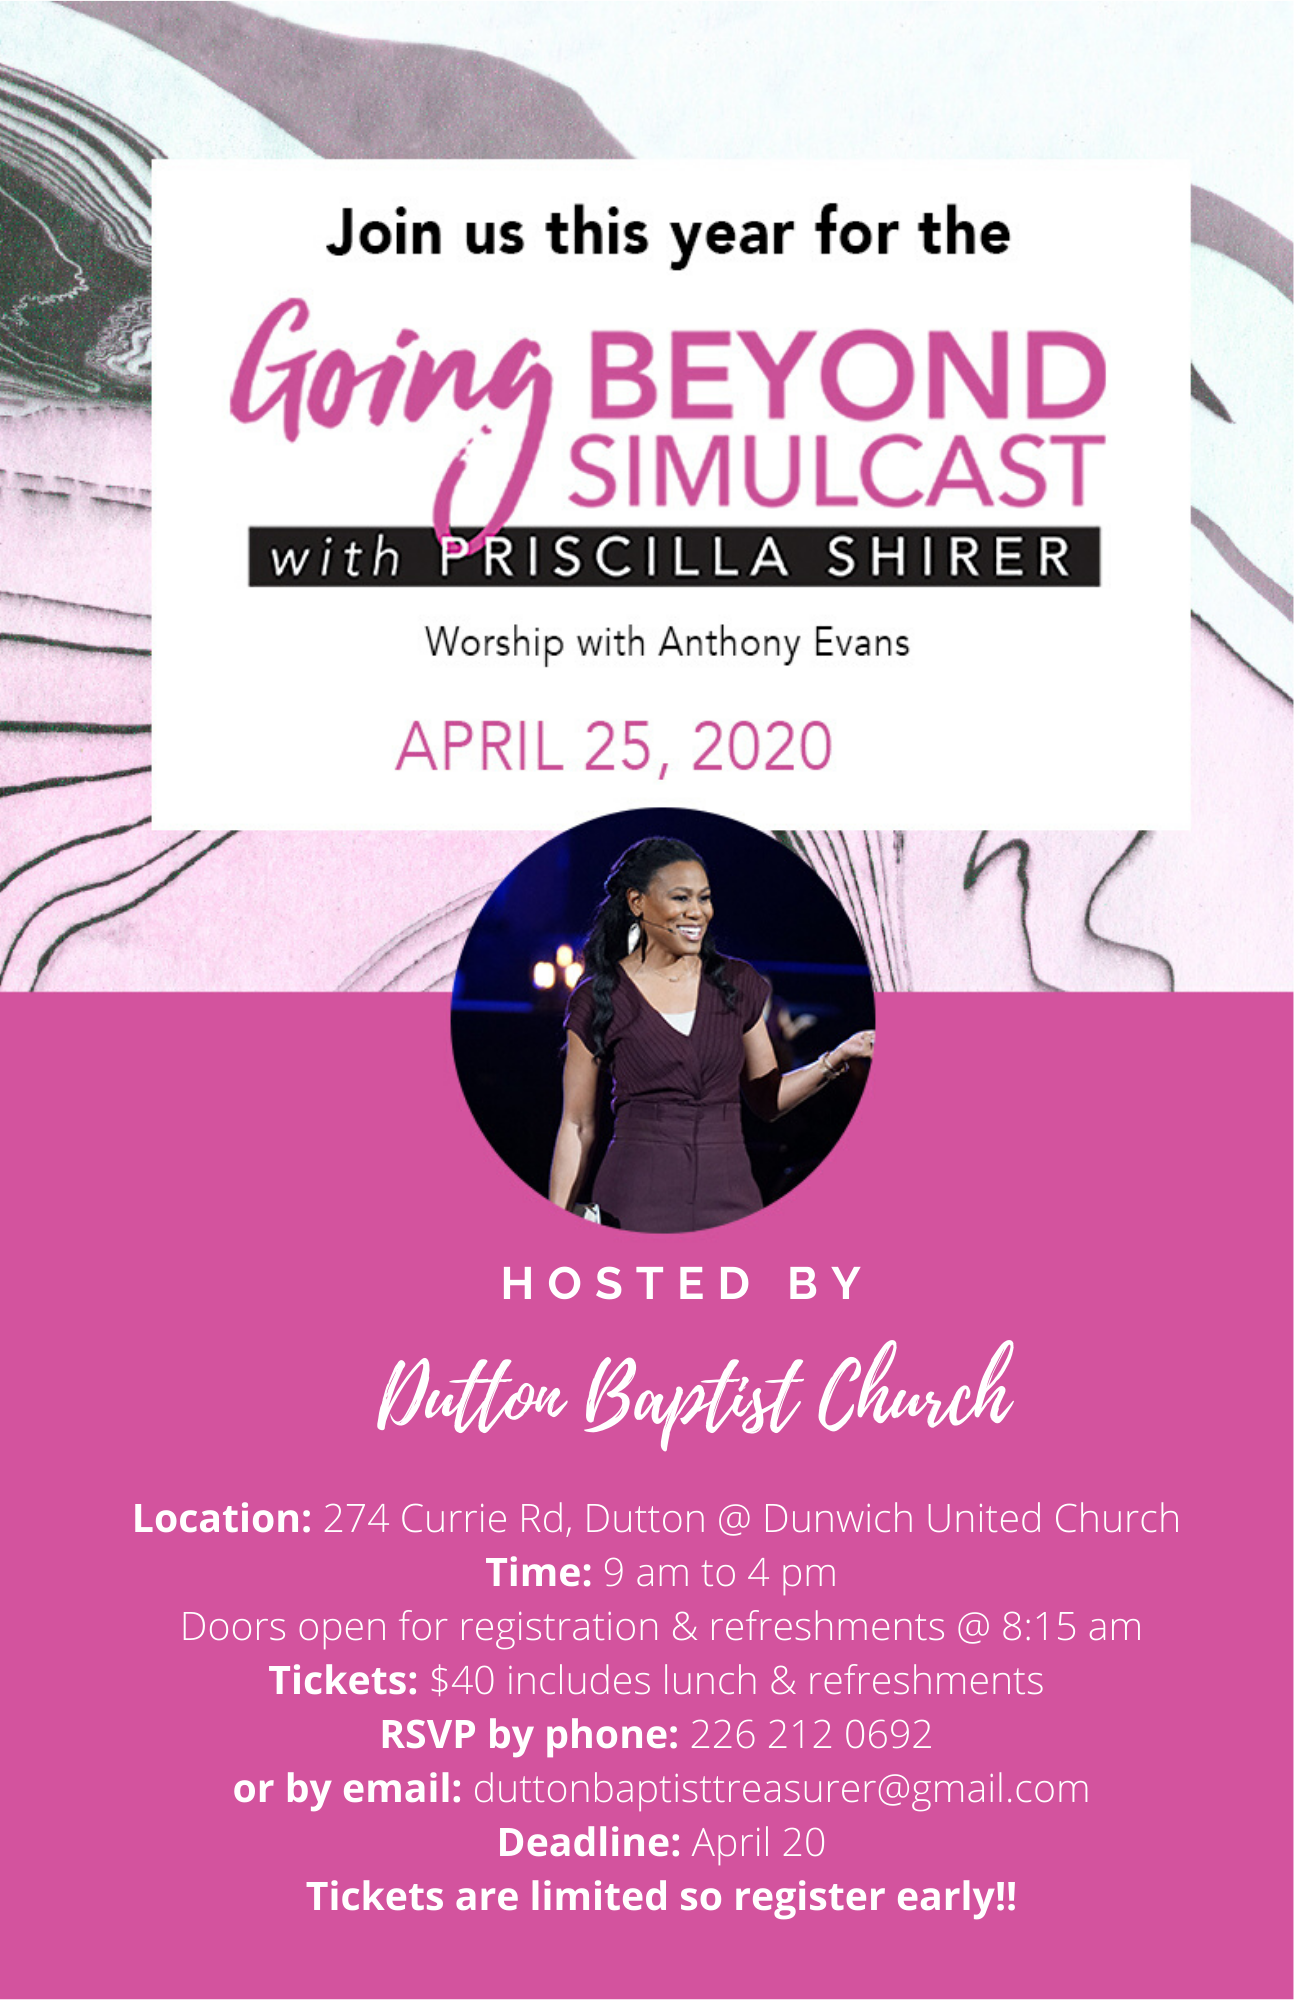 Join us this year for the
Going BEYOND
SIMULCAST
with PRISCILLA SHIRER
Worship with Anthony Evans
APRIL 25, 2020
HOSTED BY
Dutton Baptist Church
Location: 274 Currie Rd, Dutton @ Dunwich United Church
Time: 9 am to 4 pm
Doors open for registration & refreshments @ 8:15 am
Tickets: $40 includes lunch & refreshments
RSVP by phone: 226 212 0692
or by email: duttonbaptisttreasurer@gmail.com
Deadline: April 20
Tickets are limited so register early!!